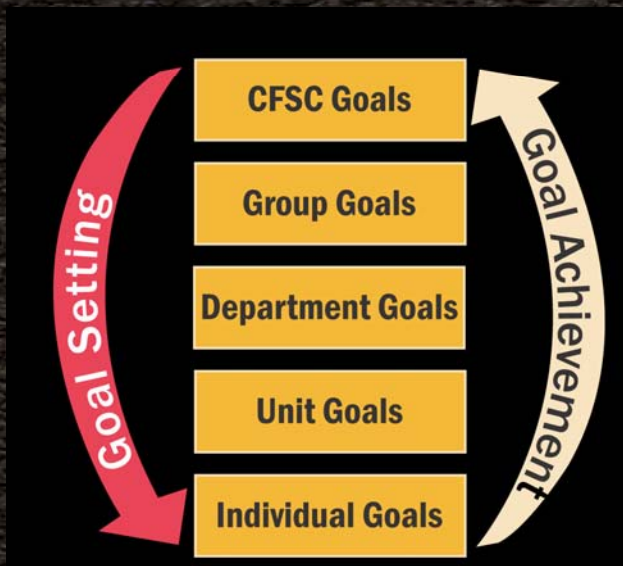 CFSC Goals
Group Goals
Department Goals
Unit Goals
Individual Goals
Goal Setting
Goal Achievement